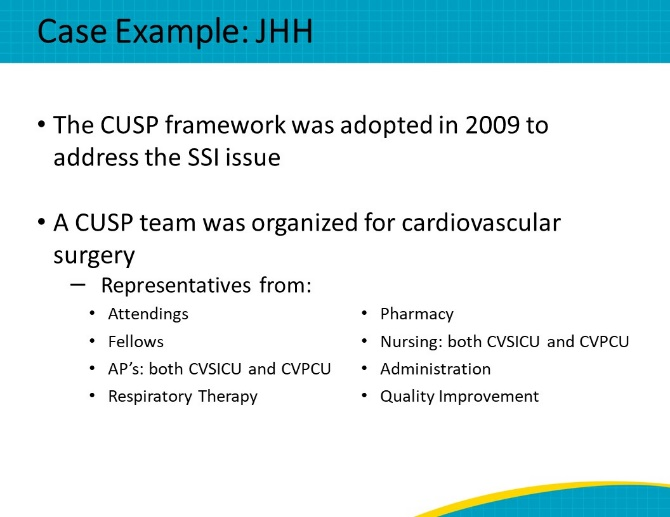 Case Example: JHH
• The CUSP framework was adopted in 2009 to
address the SSI issue
• A CUSP team was organized for cardiovascular
surgery
– Representatives from:
• Attendings
• Fellows
• AP’s: both CVSICU and CVPCU
• Respiratory Therapy
• Pharmacy
• Nursing: both CVSICU and CVPCU
• Administration
• Quality Improvement